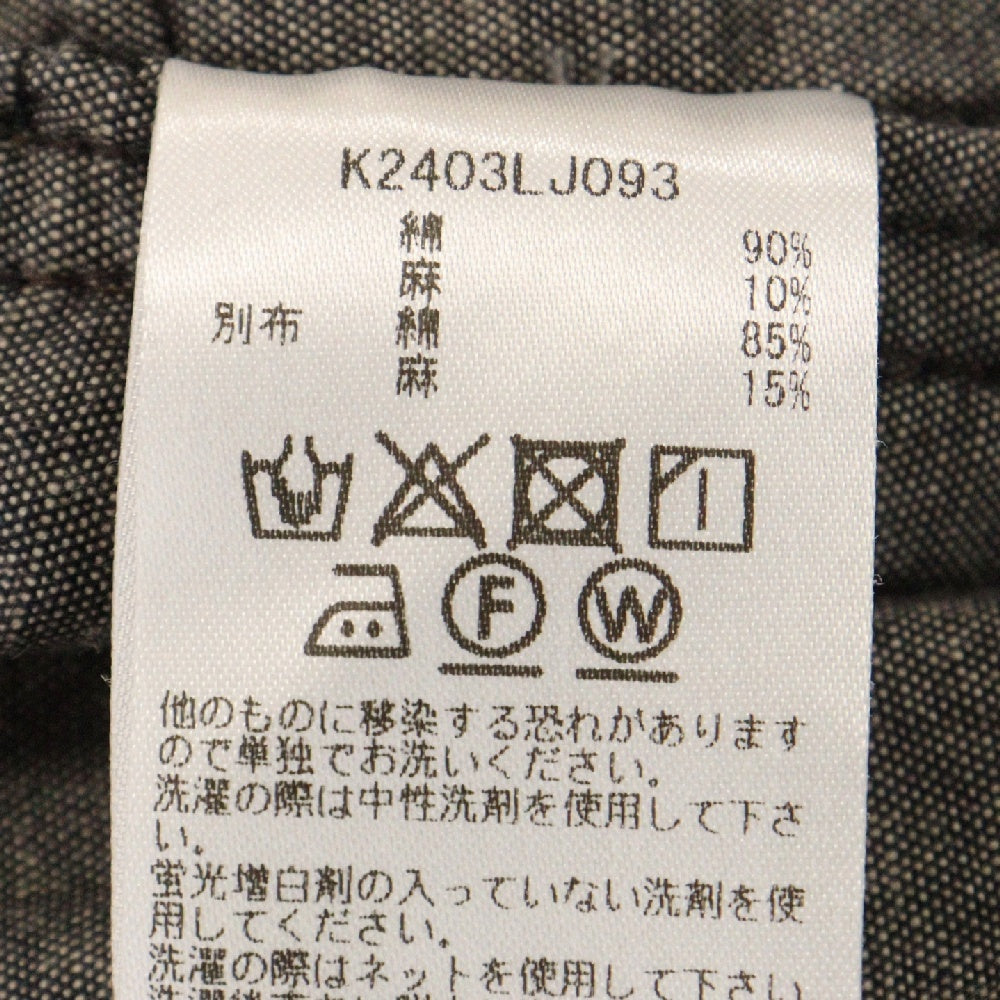 K2403LJ093
綿 90%
麻 10%
別布 綿 85%
麻 15%
F W
他のものに移染する恐れがあります
ので単独でお洗いください。
洗濯の際は中性洗剤を使用して下さ
い。
蛍光増白剤の入っていない洗剤を使
用してください。
洗濯の際はネットを使用して下さい